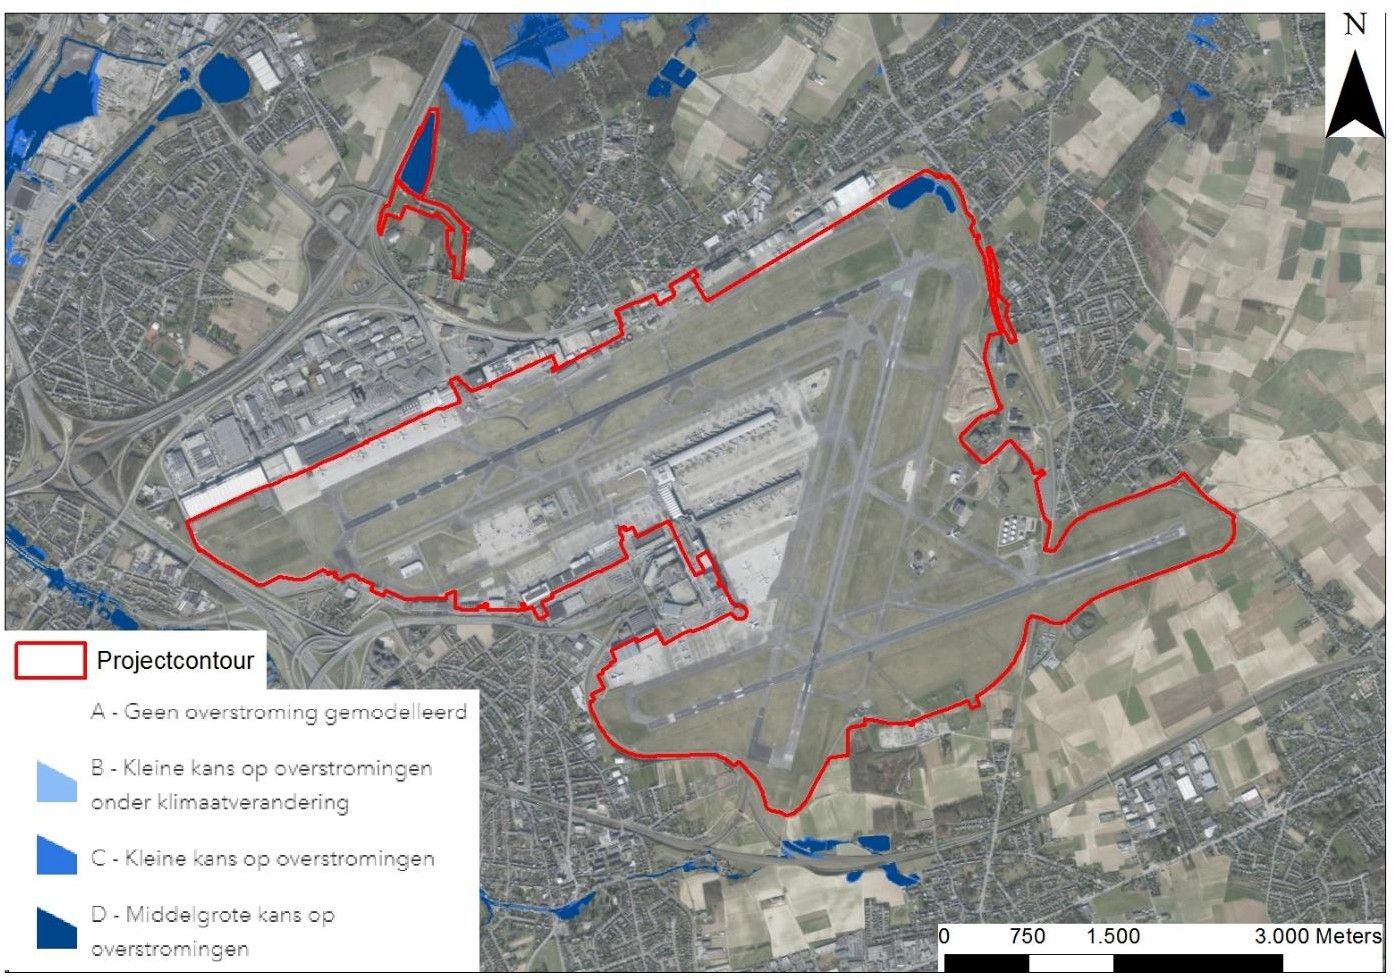 N
Projectcontour
A - Geen overstroming gemodelleerd
B - Kleine kans op overstromingen
onder klimaatverandering
C - Kleine kans op overstromingen
D - Middelgrote kans op
overstromingen
0 750 1.500 3.000 Meters